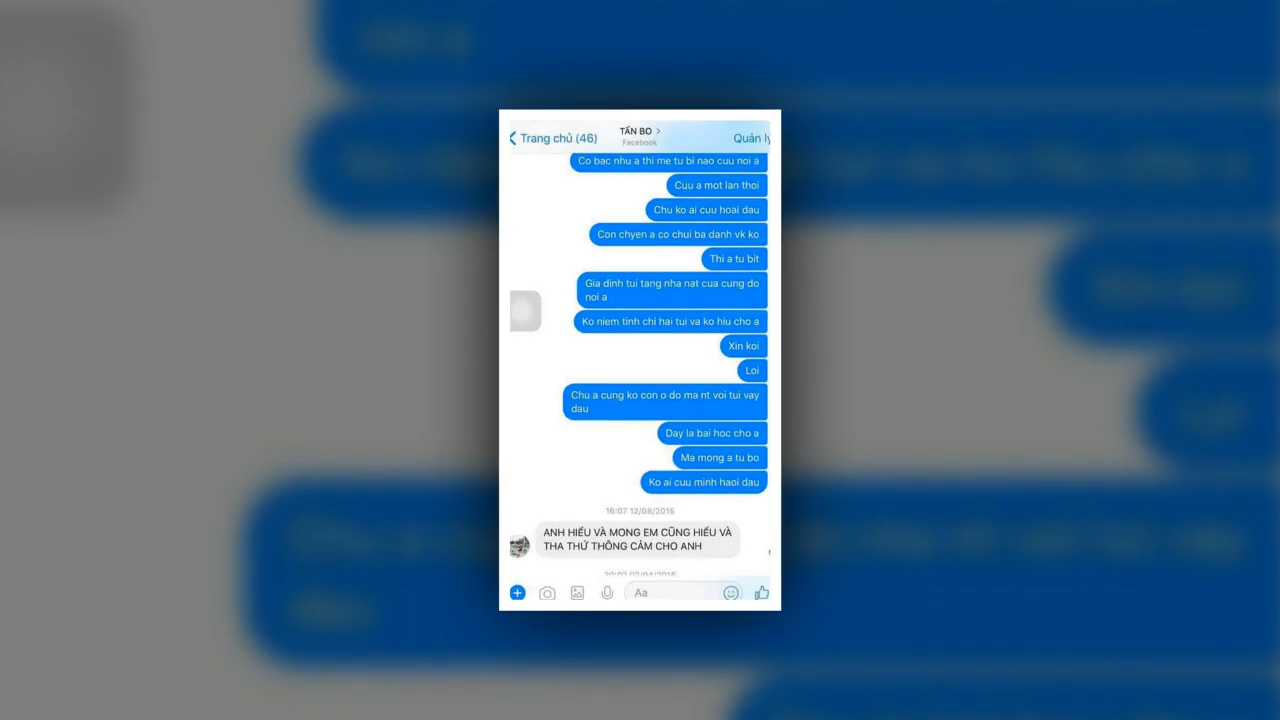 Trang chủ (46)
TẤN BO >
Facebook
Quản lý
Co bac nhu a thi me tu bi nao cuu noi a
Cuu a mot lan thoi
Chu ko ai cuu hoai dau
Con chyen a co chui ba danh vk ko
Thi a tu bit
Gia dinh tui tang nha nat cua cung do
noi a
Ko niem tinh chi hai tui va ko hiu cho a
Xin koi
Loi
Chu a cung ko con o do ma nt voi tui vay
dau
Day la bai hoc cho a
Ma mong a tu bo
Ko ai cuu minh haoi dau
16:07 12/08/2015
ANH HIỂU VÀ MONG EM CŨNG HIỂU VÀ
THA THỨ THÔNG CẢM CHO ANH
Aa